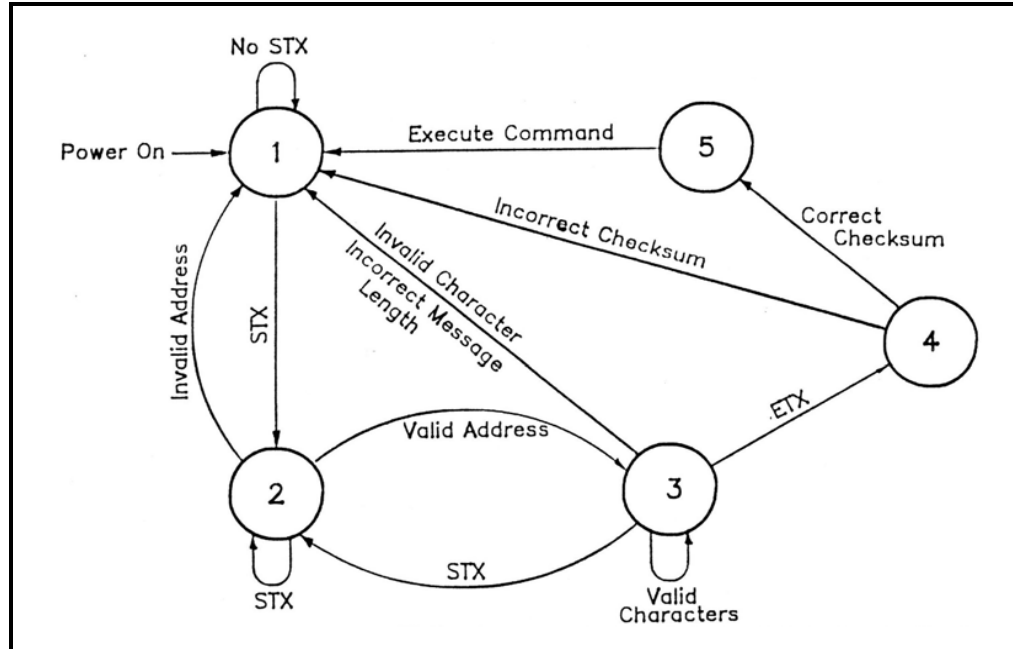 No STX
Power On
1
Execute Command
5
Incorrect Checksum
Correct
Checksum
Invalid Character
Incorrect Message
Length
Invalid Address
STX
4
ETX
Valid Address
2
3
STX
STX
Valid
Characters